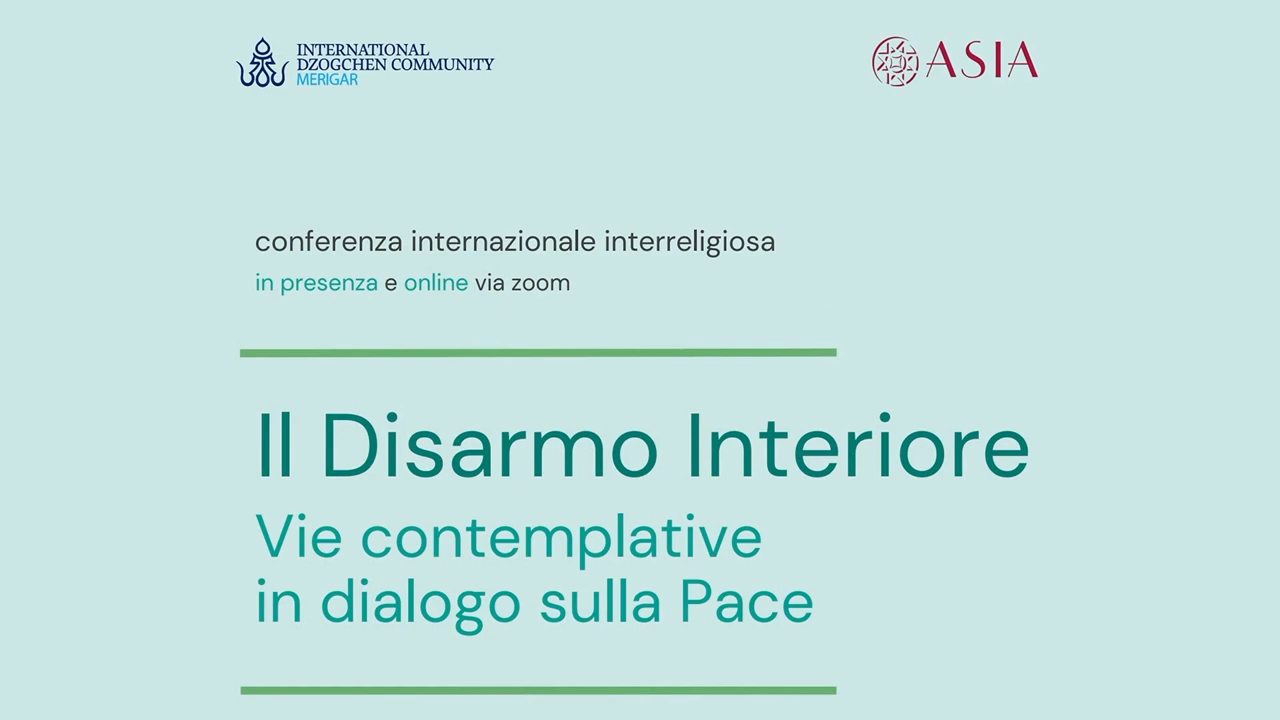 INTERNATIONAL
DZOGCHEN COMMUNITY
MERIGAR
ASIA
conferenza internazionale interreligiosa
in presenza e online via zoom
Il Disarmo Interiore
Vie contemplative
in dialogo sulla Pace